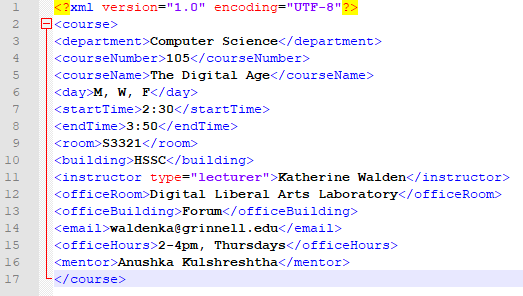 1 <?xml version="1.0" encoding="UTF-8"?>
2 <course>
3 <department>Computer Science</department>
4 <courseNumber>105</courseNumber>
5 <courseName>The Digital Age</courseName>
6 <day>M, W, F</day>
7 <startTime>2:30</startTime>
8 <endTime>3:50</endTime>
9 <room>S3321</room>
10 <building>HSSC</building>
11 <instructor type="lecturer">Katherine Walden</instructor>
12 <officeRoom>Digital Liberal Arts Laboratory</officeRoom>
13 <officeBuilding>Forum</officeBuilding>
14 <email>waldenka@grinnell.edu</email>
15 <officeHours>2-4pm, Thursdays</officeHours>
16 <mentor>Anushka Kulshreshtha</mentor>
17 </course>